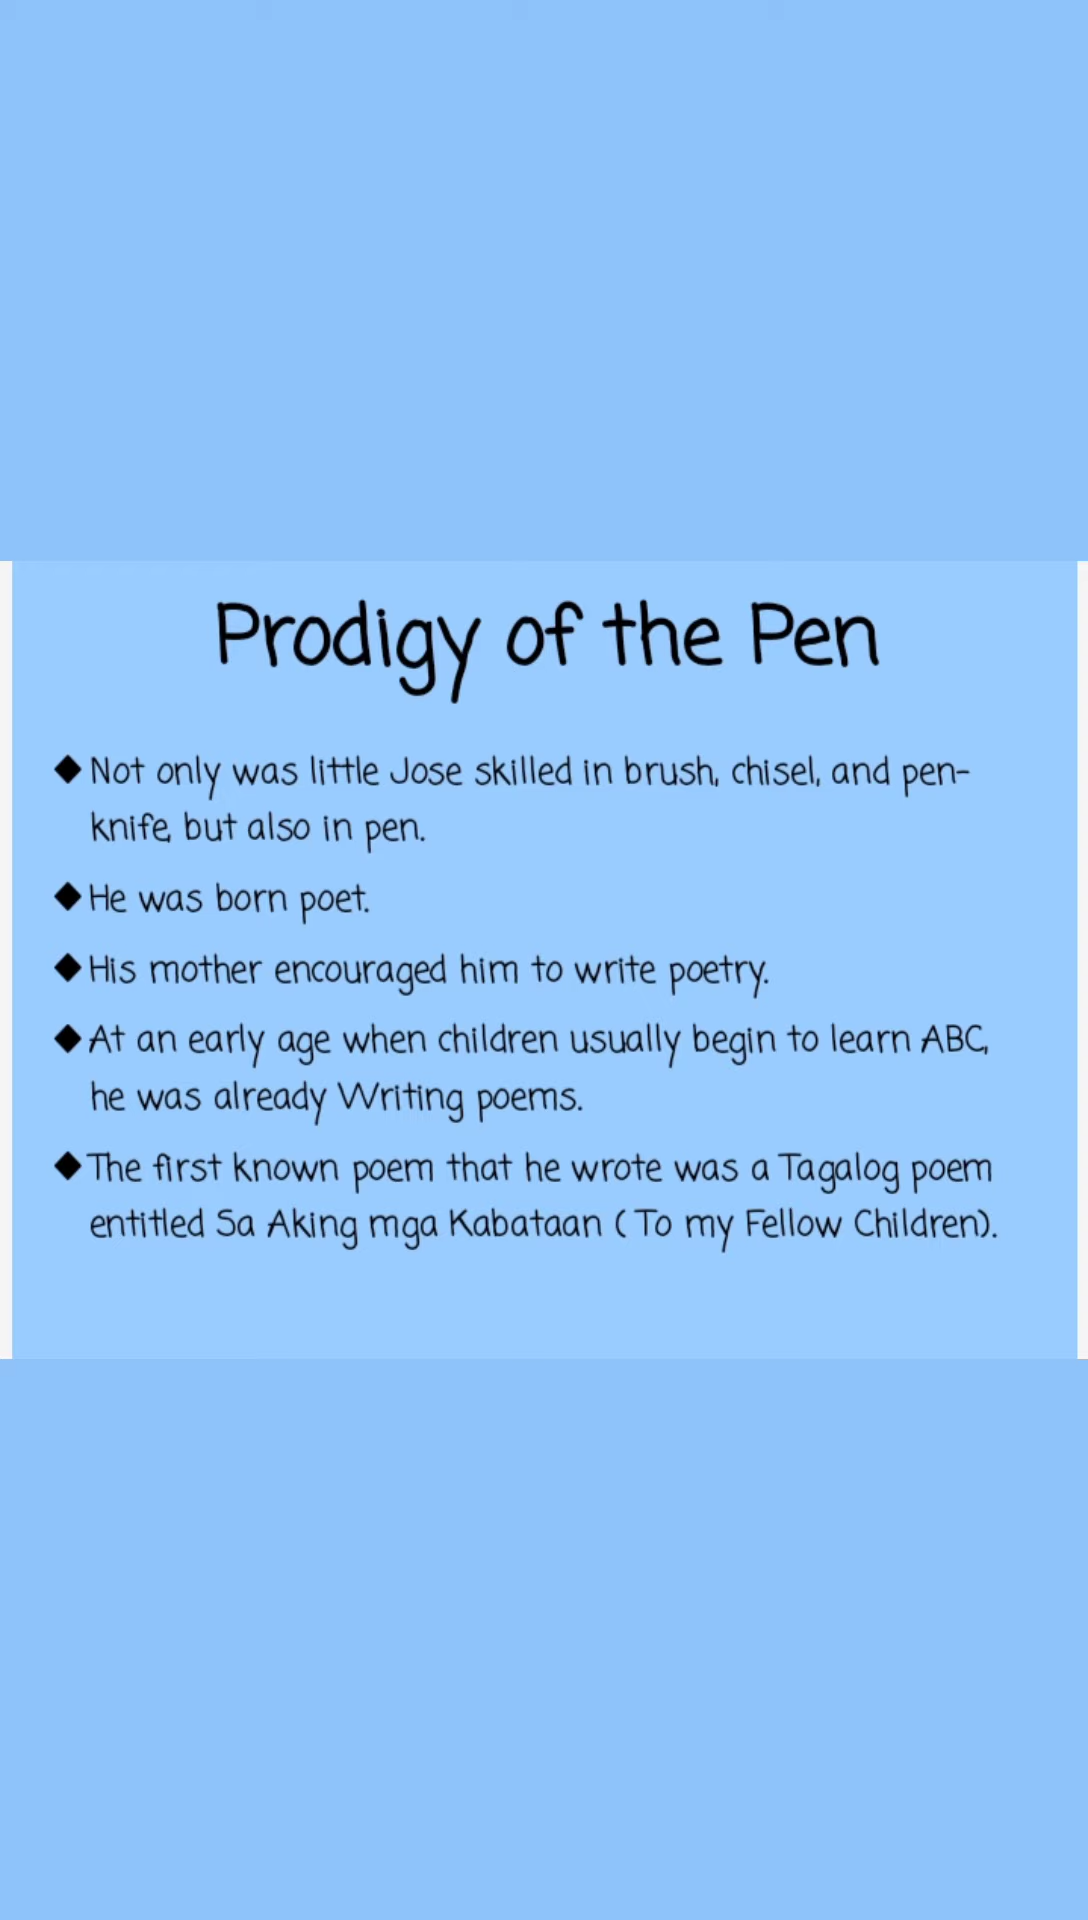 Prodigy of the Pen
◆ Not only was little Jose skilled in brush, chisel, and pen-
knife, but also in pen.
◆ He was born poet.
◆ His mother encouraged him to write poetry.
◆ At an early age when children usually begin to learn ABC,
he was already Writing poems.
◆ The first known poem that he wrote was a Tagalog poem
entitled Sa Aking mga Kabataan ( To my Fellow Children).